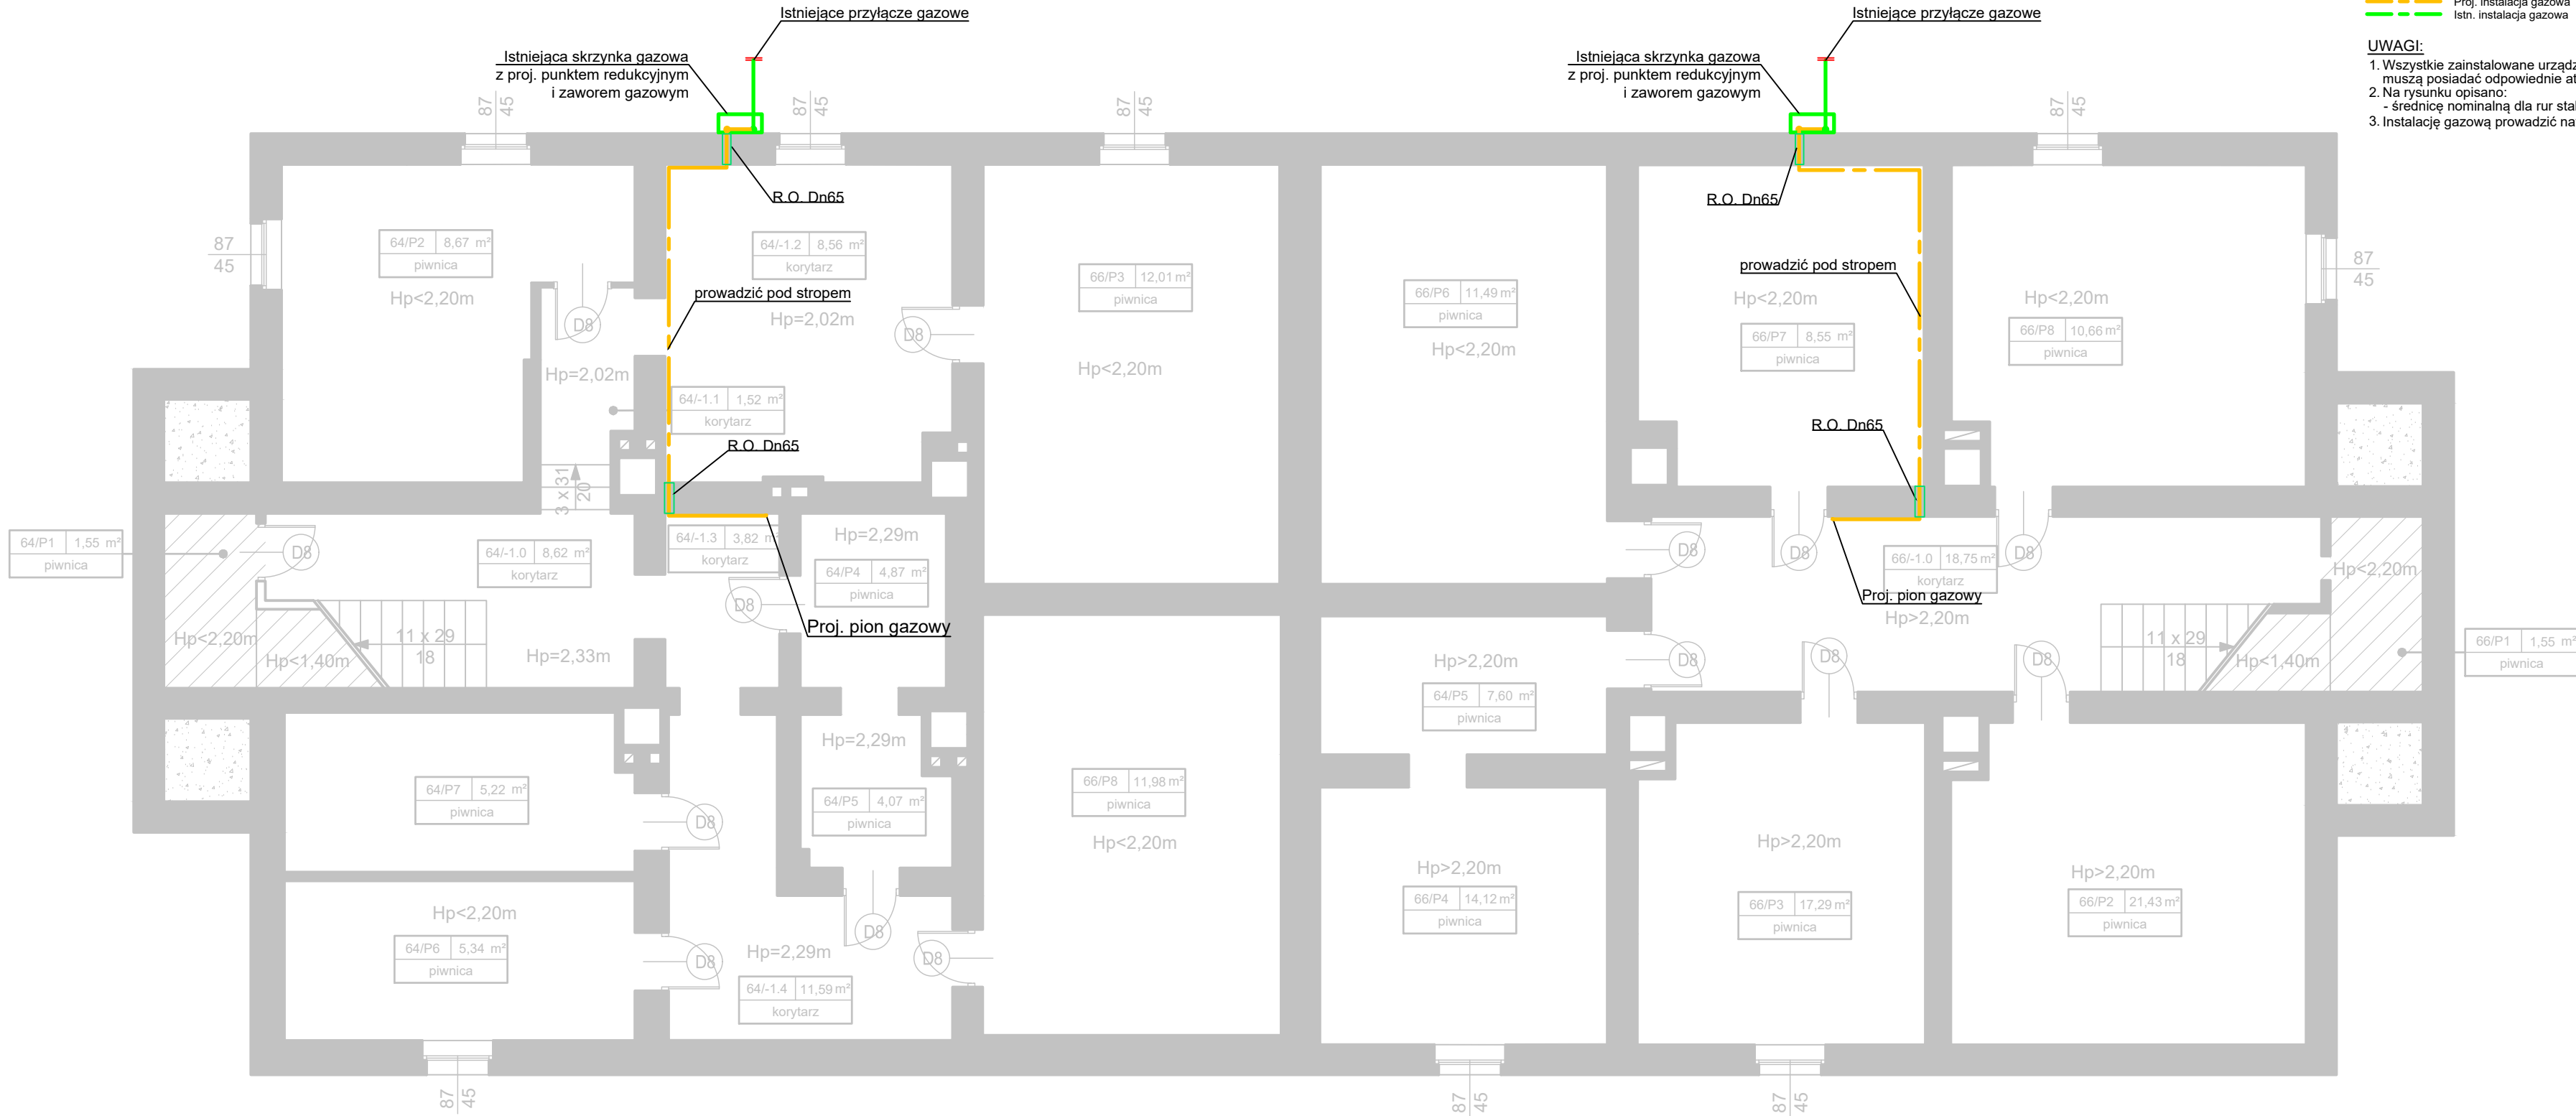 Istniejące przyłącze gazowe
Istniejąca skrzynka gazowa
z proj. punktem redukcyjnym
i zaworem gazowym
Istniejące przyłącze gazowe
Istniejąca skrzynka gazowa
z proj. punktem redukcyjnym
i zaworem gazowym
Proj. instalacja gazowa
Istn. instalacja gazowa
UWAGI:
1. Wszystkie zainstalowane
muszą posiadać odpowiednie
2. Na rysunku opisano:
- średnicę nominalną dla rur
3. Instalację gazową prowadzić na
87
45
87
45
87
45
87
45
R.O. Dn65
R.O. Dn65
87
45
64/P2 8,67 m²
piwnica
Hp<2,20m
64/-1.2 8,56 m²
korytarz
prowadzić pod stropem
Hp=2,02m
D8
D8
66/P3 12,01 m²
piwnica
Hp<2,20m
66/P6 11,49 m²
piwnica
Hp<2,20m
prowadzić pod stropem
Hp<2,20m
66/P7 8,55 m²
piwnica
Hp<2,20m
66/P8 10,66 m²
piwnica
87
45
Hp=2,02m
64/-1.1 1,52 m²
korytarz
R.O. Dn65
R.O. Dn65
3 x 31
20
64/P1 1,55 m²
piwnica
D8
64/-1.0 8,62 m²
korytarz
64/-1.3 3,82
korytarz
Hp=2,29m
64/P4 4,87 m²
piwnica
D8
Proj. pion gazowy
D8
D8
D8
66/-1.0 18,75 m²
korytarz
Proj. pion gazowy
Hp>2,20m
Hp<2,20m
Hp<2,20m
Hp<1,40m
11 x 29
18
Hp=2,33m
Hp>2,20m
64/P5 7,60 m²
piwnica
D8
D8
D8
11 x 29
18
Hp<1,40m
66/P1 1,55 m²
piwnica
Hp=2,29m
64/P7 5,22 m²
piwnica
D8
64/P5 4,07 m²
piwnica
66/P8 11,98 m²
piwnica
Hp<2,20m
Hp>2,20m
66/P4 14,12 m²
piwnica
Hp>2,20m
66/P3 17,29 m²
piwnica
Hp>2,20m
66/P2 21,43 m²
piwnica
Hp<2,20m
64/P6 5,34 m²
piwnica
D8
D8
D8
Hp=2,29m
64/-1.4 11,59 m²
korytarz
87
45
87
45
87
45